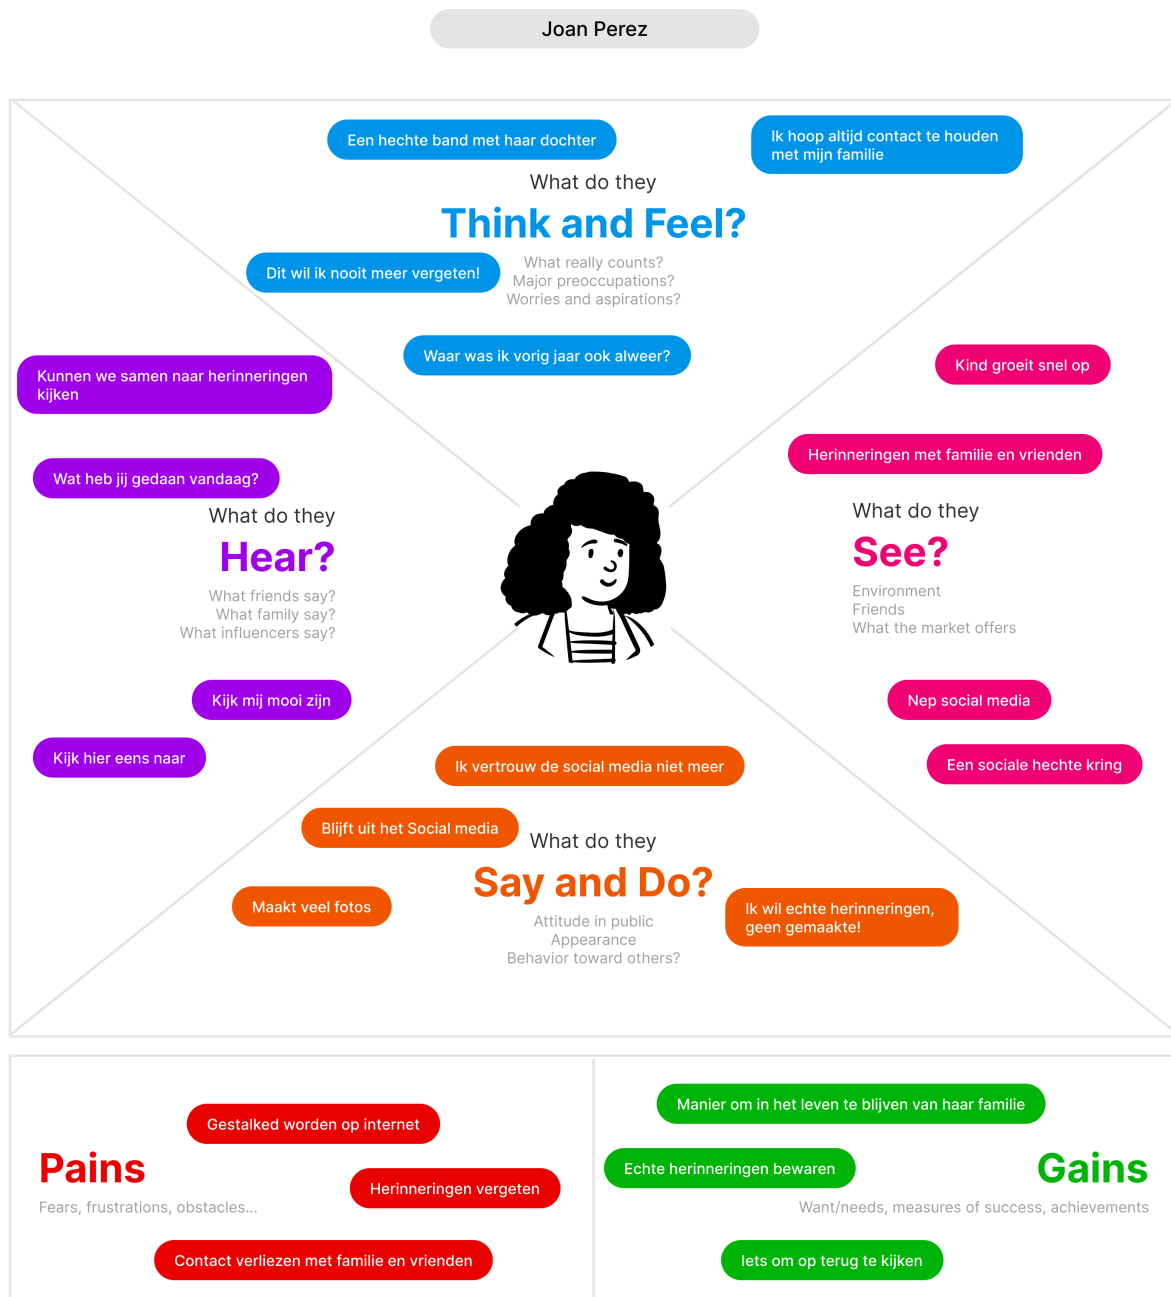 Joan Perez
Een hechte band met haar dochter
Ik hoop altijd contact te houden
met mijn familie
What do they
Think and Feel?
What really counts?
Major preoccupations?
Worries and aspirations?
Dit wil ik nooit meer vergeten!
Waar was ik vorig jaar ook alweer?
Kunnen we samen naar herinneringen
kijken
Wat heb jij gedaan vandaag?
What do they
Hear?
What friends say?
What family say?
What influencers say?
Kijk mij mooi zijn
Kijk hier eens naar
Kind groeit snel op
Herinneringen met familie en vrienden
What do they
See?
Environment
Friends
What the market offers
Nep social media
Een sociale hechte kring
Ik vertrouw de social media niet meer
Blijft uit het Social media
What do they
Say and Do?
Attitude in public
Appearance
Behavior toward others?
Maakt veel fotos
Ik wil echte herinneringen,
geen gemaakte!
Gestalked worden op internet
Pains
Fears, frustrations, obstacles...
Herinneringen vergeten
Contact verliezen met familie en vrienden
Manier om in het leven te blijven van haar familie
Echte herinneringen bewaren
Gains
Want/needs, measures of success, achievements
Iets om op terug te kijken